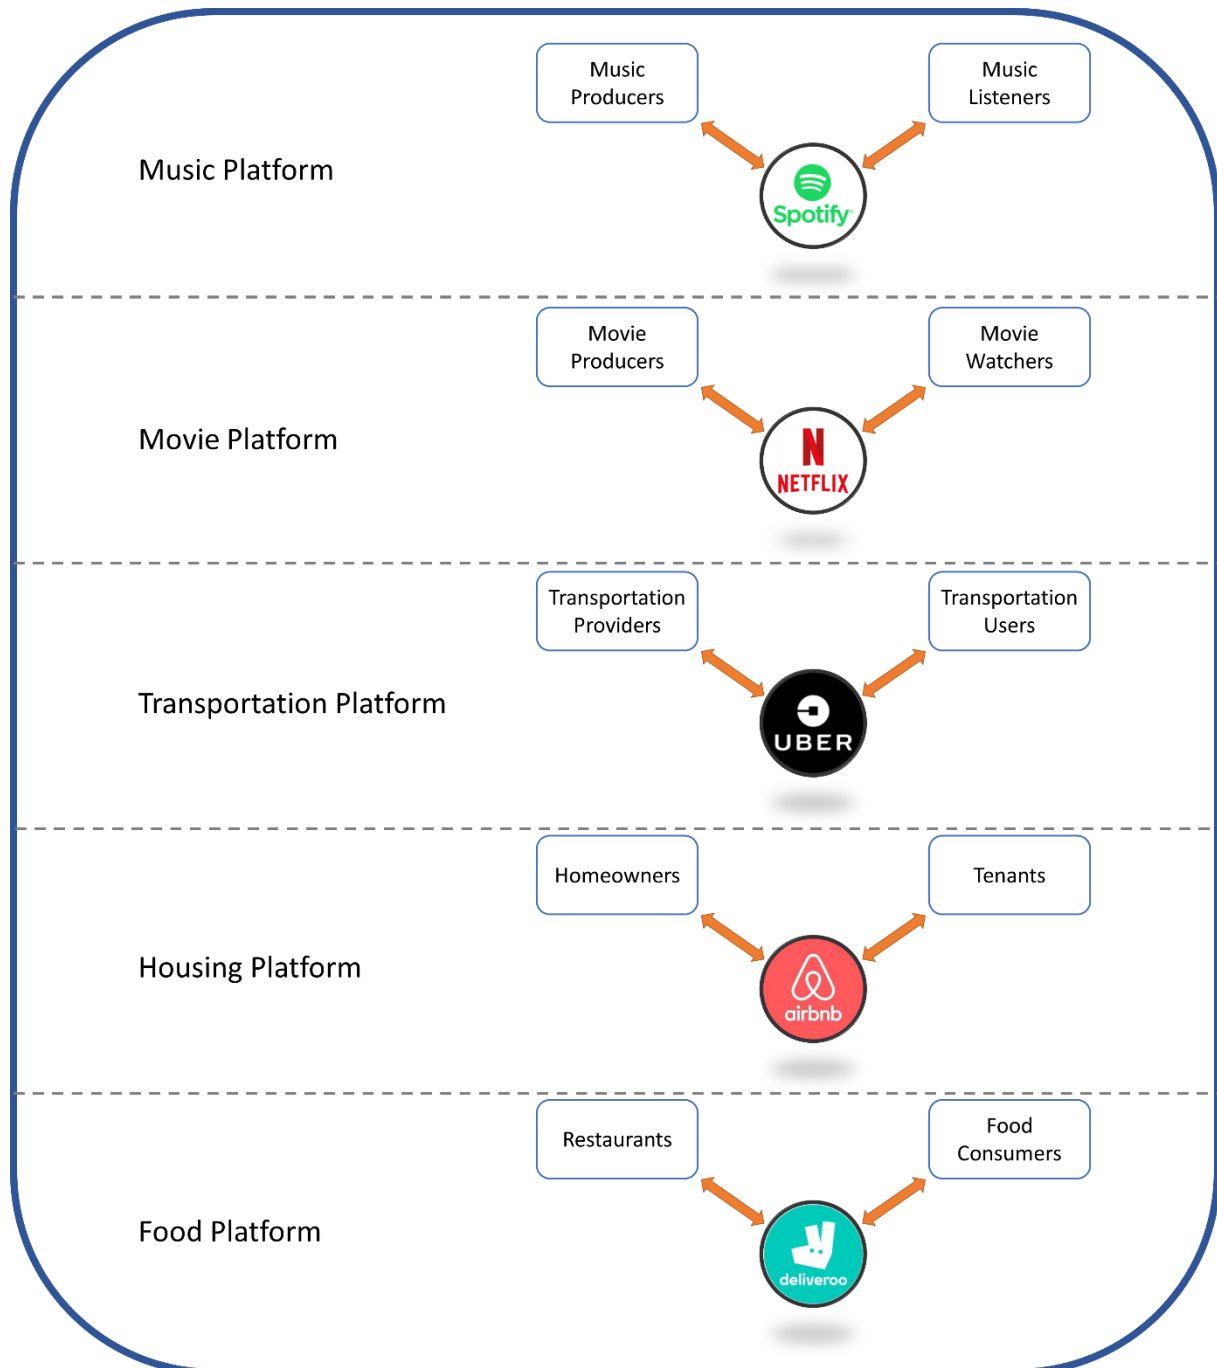 Music
Producers
Music
Listeners
Music Platform
Spotify
Movie
Producers
Movie
Watchers
Movie Platform
N
NETFLIX
Transportation
Providers
Transportation
Users
Transportation Platform
UBER
Homeowners
Tenants
Housing Platform
airbnb
Restaurants
Food
Consumers
Food Platform
deliveroo